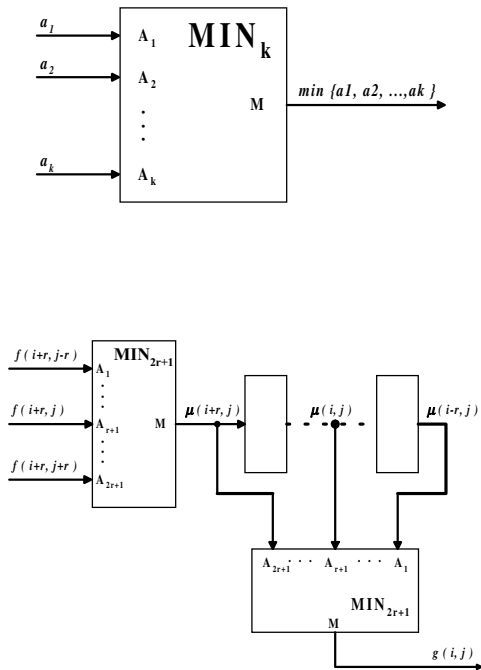 a1
MINk
A1
a2
A2
M
min {a1, a2, ...,ak }
ak
Ak
f( i+r, j-r )
MIN2r+1
A1
f( i+r, j )
Ar+1
M
μ( i+r, j )
μ( i, j )
μ( i-r, j )
f( i+r, j+r )
A2r+1
A2r+1 · · · Ar+1 · · · A1
MIN2r+1
M
g( i, j )